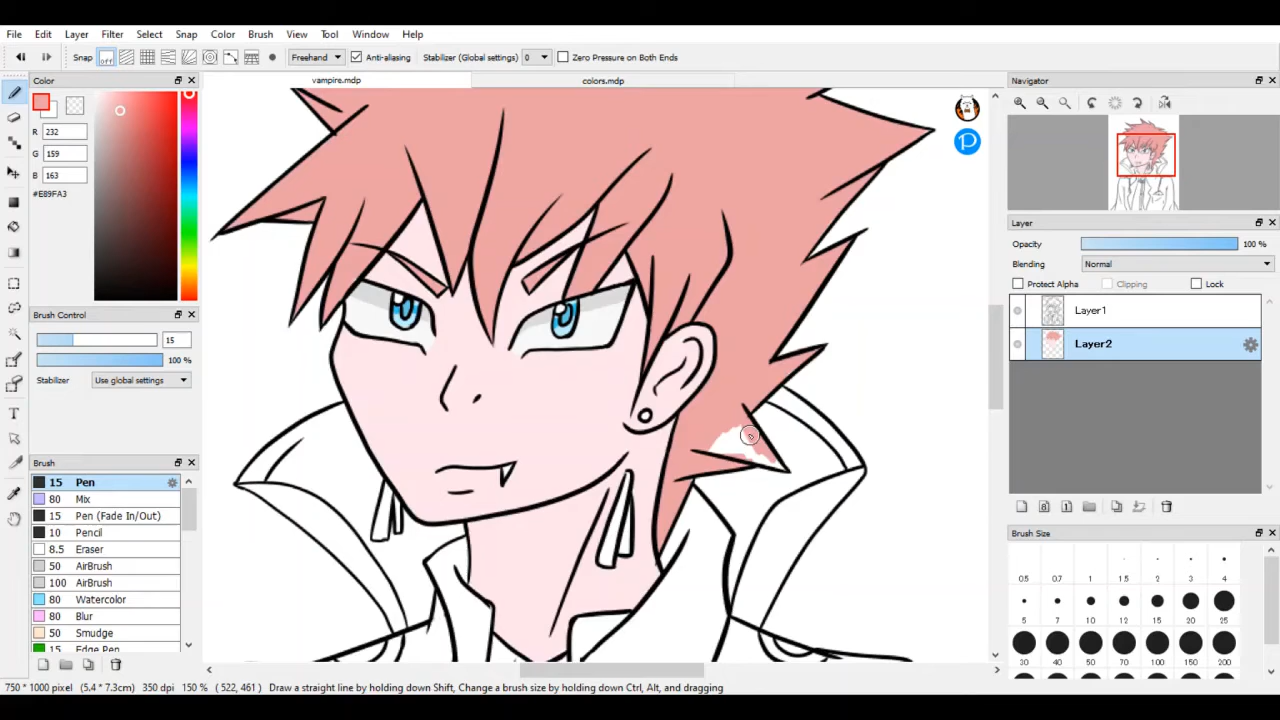 File Edit Layer Filter Select Snap Color Brush View Tool Window Help
Snap off Freehand Anti-aliasing Stabilizer (Global settings) 0 Zero Pressure on Both Ends
Color
vampire.mdp
colors.mdp
R 232
G 159
B 163
#E89FA3
Brush Control
15
100 %
Stabilizer Use global settings
Brush
15 Pen
80 Mix
15 Pen (Fade In/Out)
10 Pencil
8.5 Eraser
50 AirBrush
100 AirBrush
80 Watercolor
80 Blur
50 Smudge
15 Edge Pen
P
Navigator
Layer
Opacity 100 %
Blending Normal
Protect Alpha Clipping Lock
Layer1
Layer2
8 1
Brush Size
0.5 0.7 1 1.5 2 3 4
5 7 10 12 15 20 25
30 40 50 70 100 150 200
750 * 1000 pixel (5.4 * 7.3cm) 350 dpi 150 % ( 522, 461 ) Draw a straight line by holding down Shift, Change a brush size by holding down Ctrl, Alt, and dragging